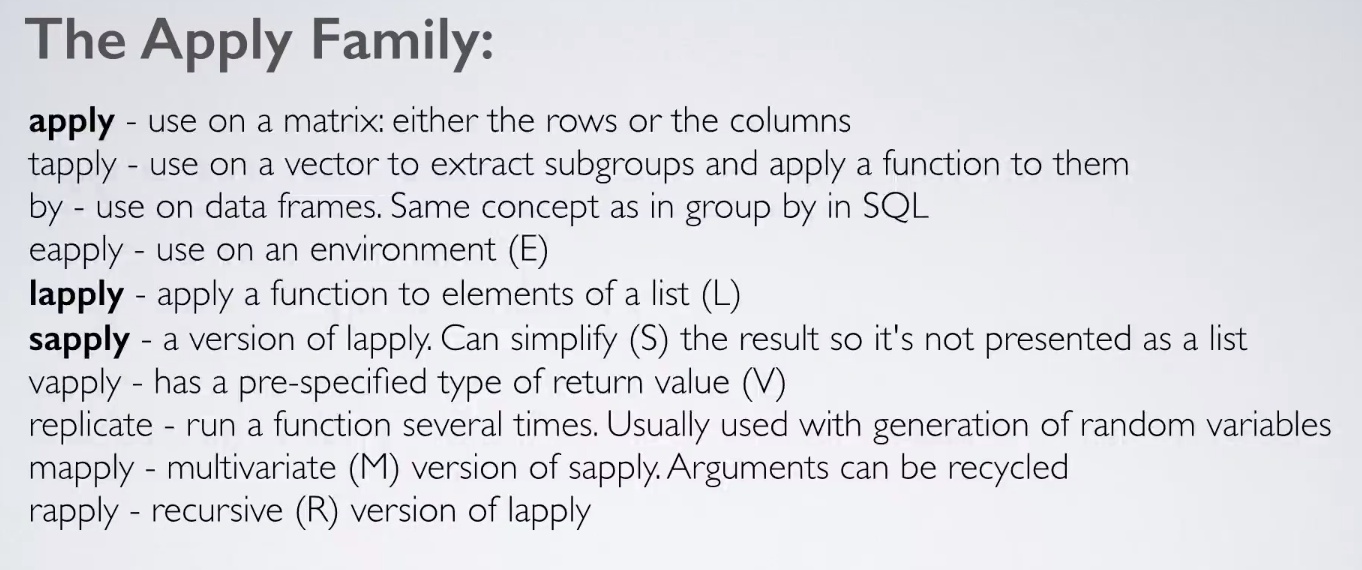 The Apply Family:
apply - use on a matrix: either the rows or the columns
tapply - use on a vector to extract subgroups and apply a function to them
by - use on data frames. Same concept as in group by in SQL
eapply - use on an environment (E)
lapply - apply a function to elements of a list (L)
sapply - a version of lapply. Can simplify (S) the result so it's not presented as a list
vapply - has a pre-specified type of return value (V)
replicate - run a function several times. Usually used with generation of random variables
mapply - multivariate (M) version of sapply. Arguments can be recycled
rapply - recursive (R) version of lapply